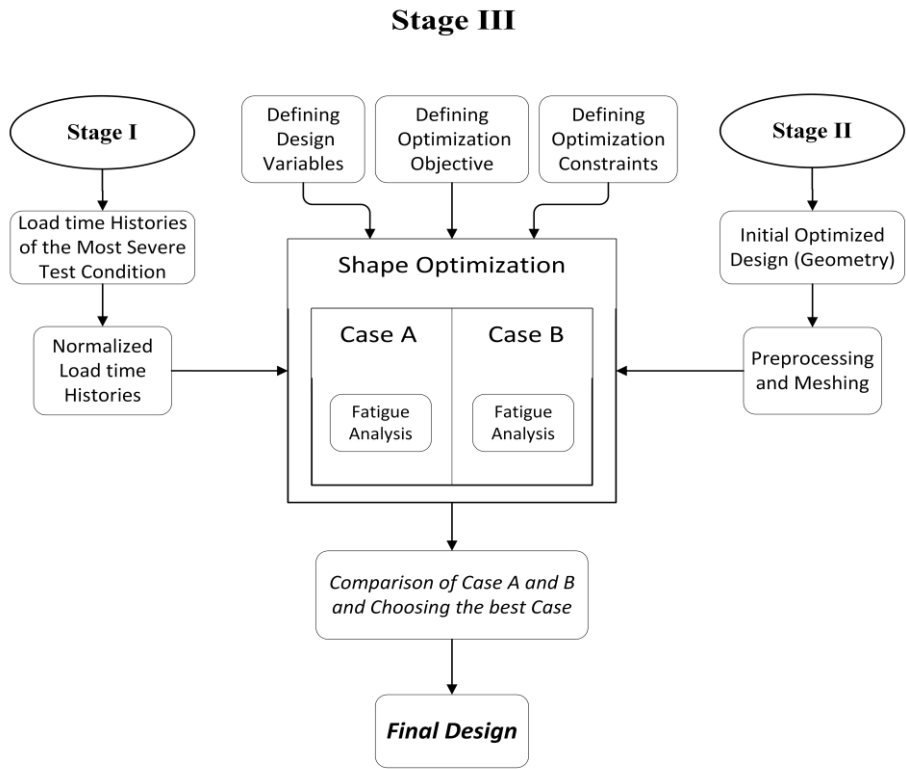 Stage III
Stage I
Defining
Design
Variables
Defining
Optimization
Objective
Defining
Optimization
Constraints
Stage II
Load time Histories
of the Most Severe
Test Condition
Initial Optimized
Design (Geometry)
Shape Optimization
Normalized
Load time
Histories
Case A
Case B
Preprocessing
and Meshing
Fatigue
Analysis
Fatigue
Analysis
Comparison of Case A and B
and Choosing the best Case
Final Design